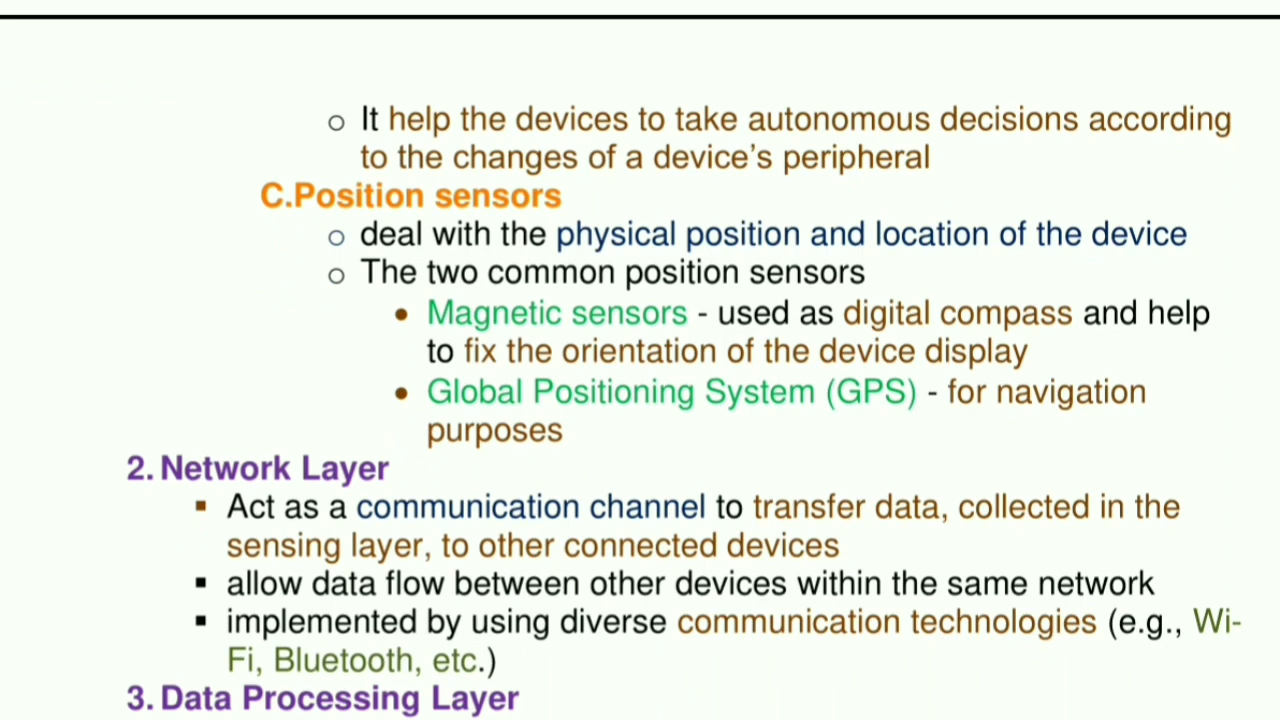 ○ It help the devices to take autonomous decisions according
to the changes of a device’s peripheral
C.Position sensors
○ deal with the physical position and location of the device
○ The two common position sensors
● Magnetic sensors - used as digital compass and help
to fix the orientation of the device display
● Global Positioning System (GPS) - for navigation
purposes
2. Network Layer
▪ Act as a communication channel to transfer data, collected in the
sensing layer, to other connected devices
▪ allow data flow between other devices within the same network
▪ implemented by using diverse communication technologies (e.g., Wi-
Fi, Bluetooth, etc.)
3. Data Processing Layer